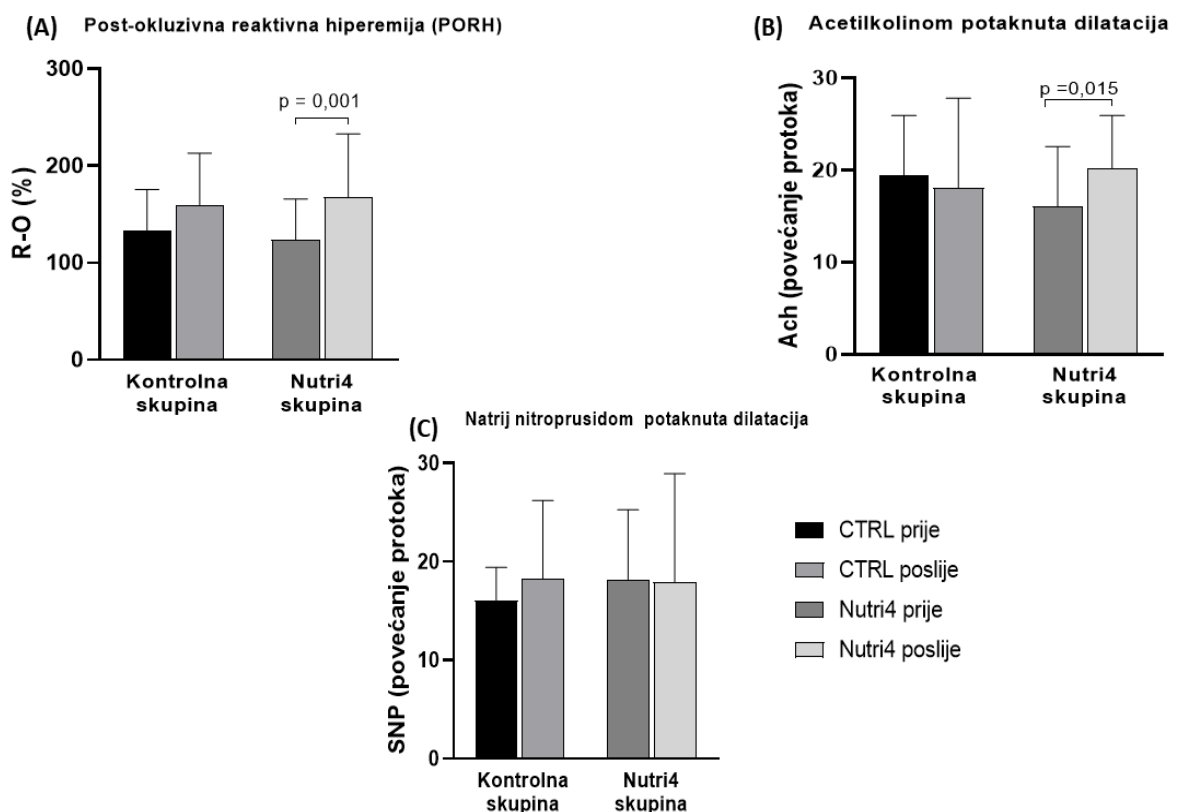 (A) Post-okluzivna reaktivna hiperemija (PORH)
R-O (%)
300
200
100
0
p = 0,001
Kontrolna
skupina
Nutri4
skupina
(B) Acetilkolinom potaknuta dilatacija
Ach (povećanje protoka)
30
20
10
0
p =0,015
Kontrolna
skupina
Nutri4
skupina
(C) Natrij nitroprusidom potaknuta dilatacija
SNP (povećanje protoka)
30
20
10
0
Kontrolna
skupina
Nutri4
skupina
CTRL prije
CTRL poslije
Nutri4 prije
Nutri4 poslije